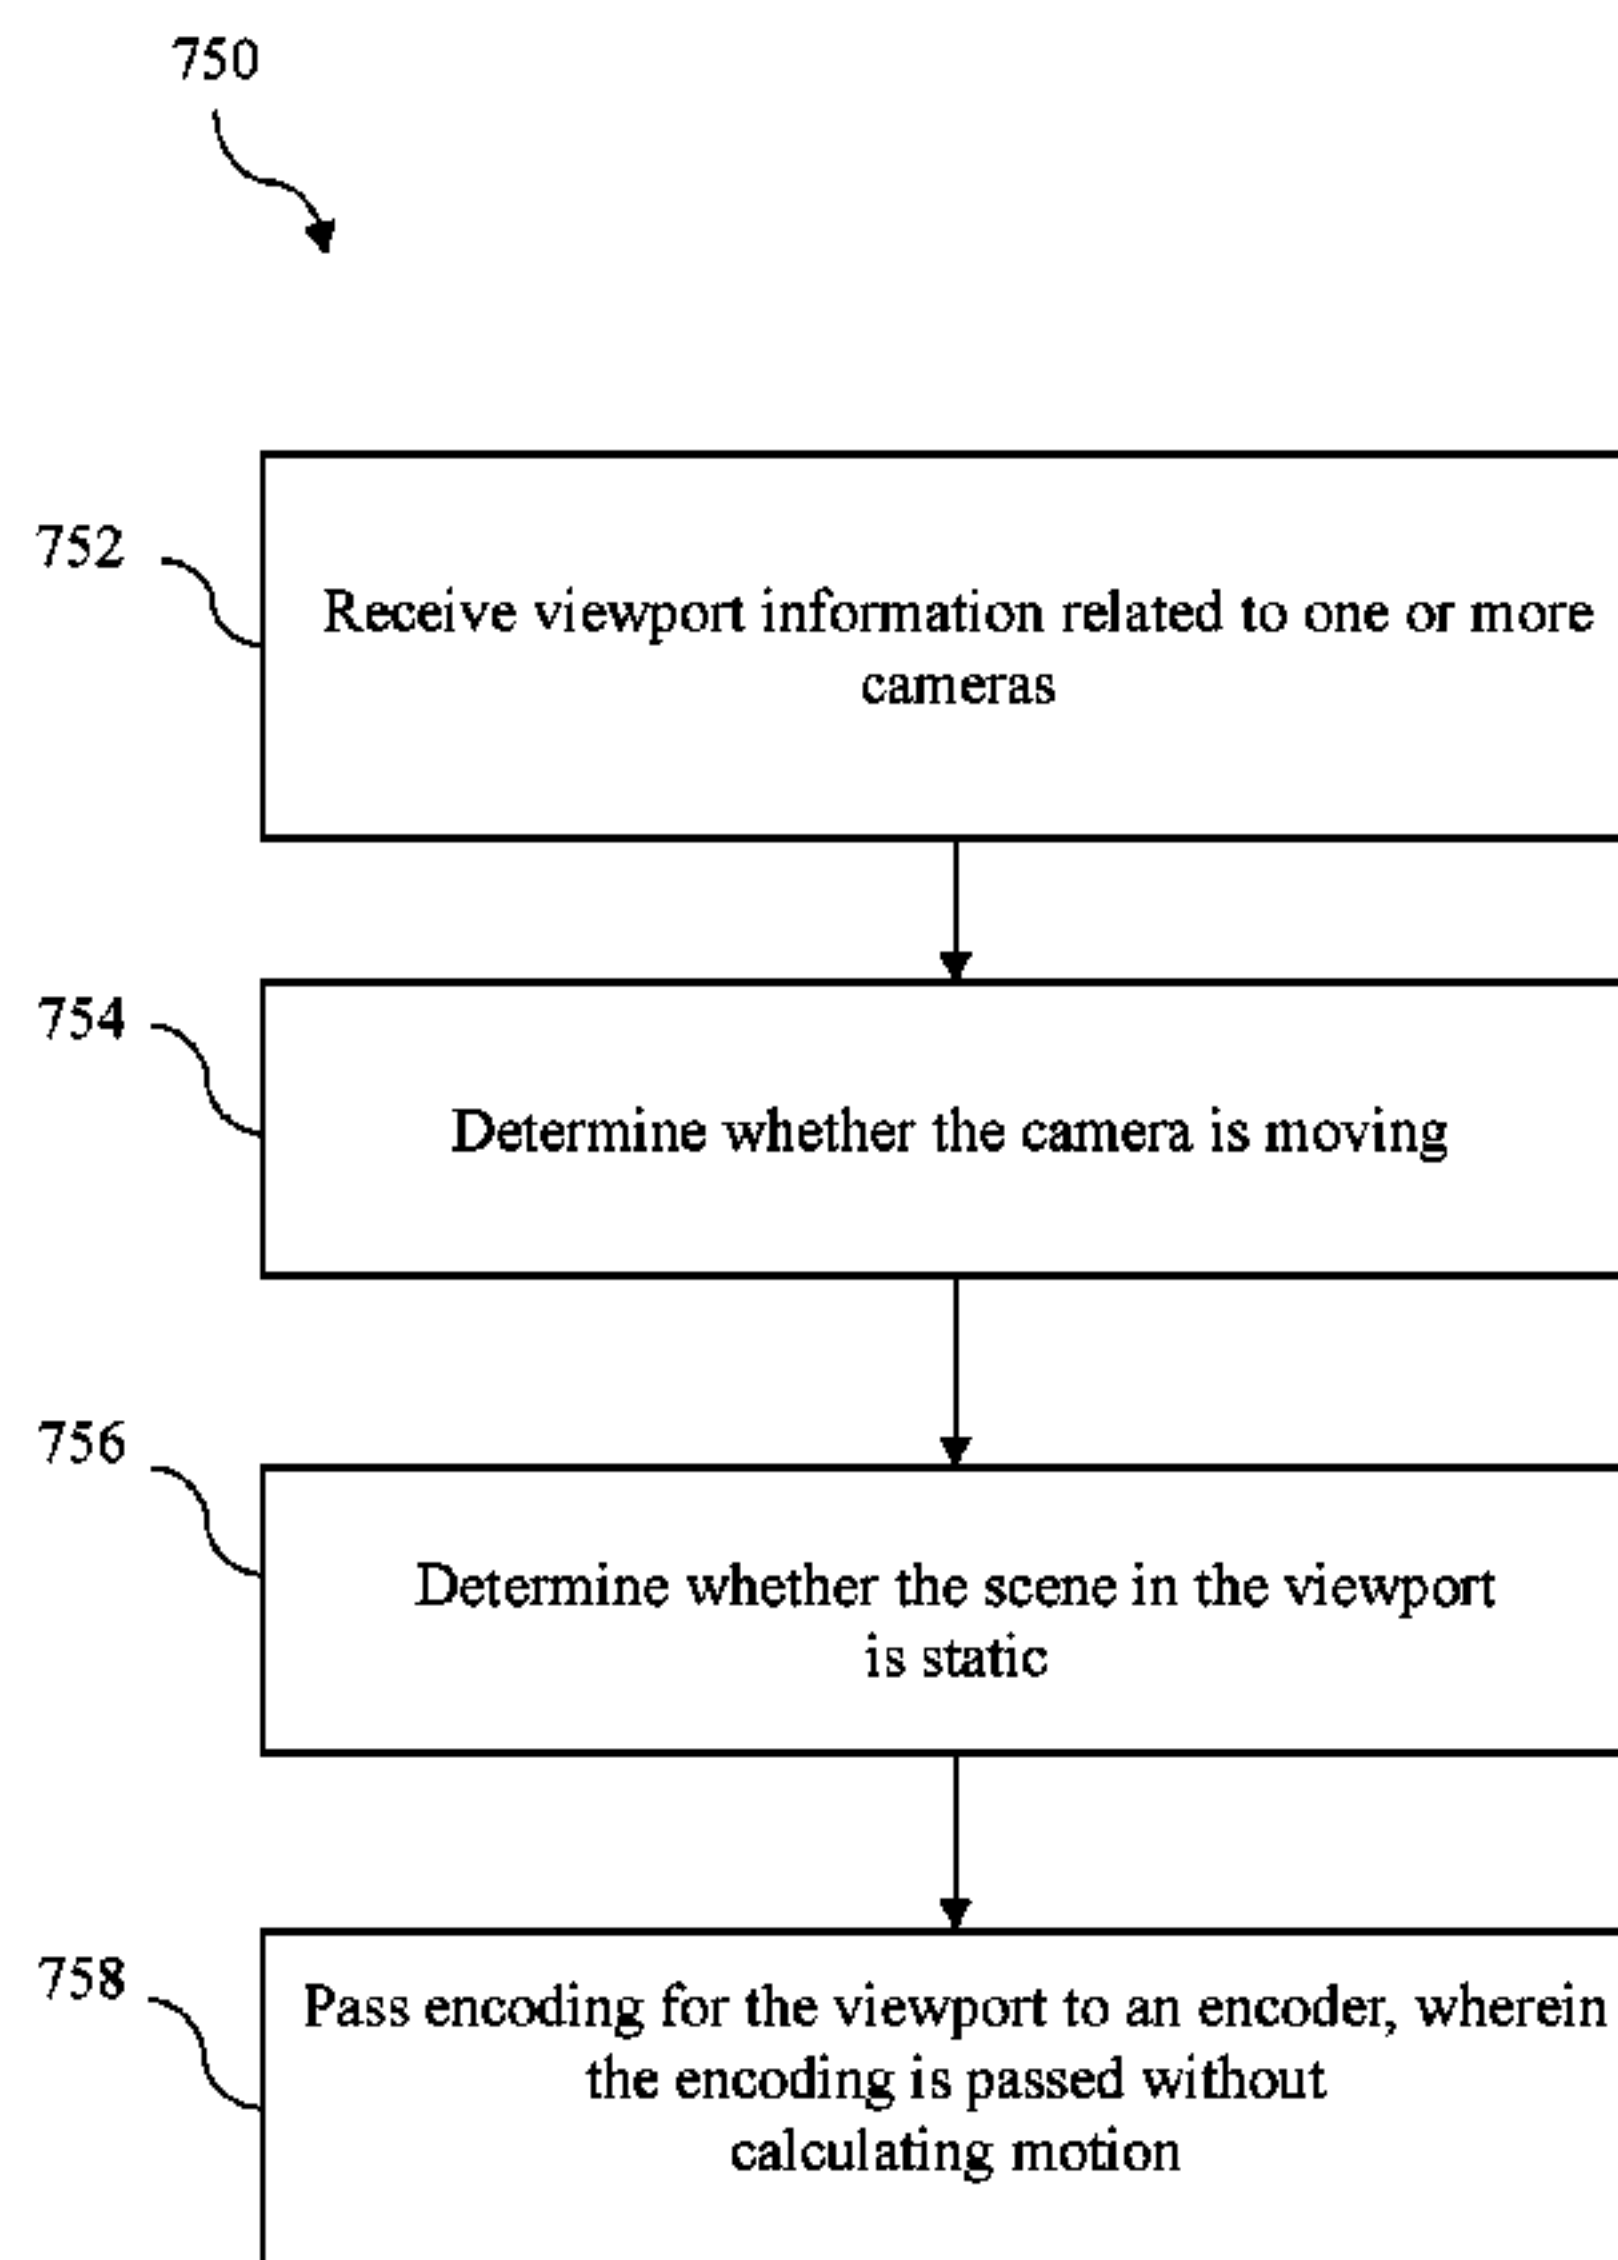 750
752
Receive viewport information related to one or more
cameras
754
Determine whether the camera is moving
756
Determine whether the scene in the viewport
is static
758
Pass encoding for the viewport to an encoder, wherein
the encoding is passed without
calculating motion